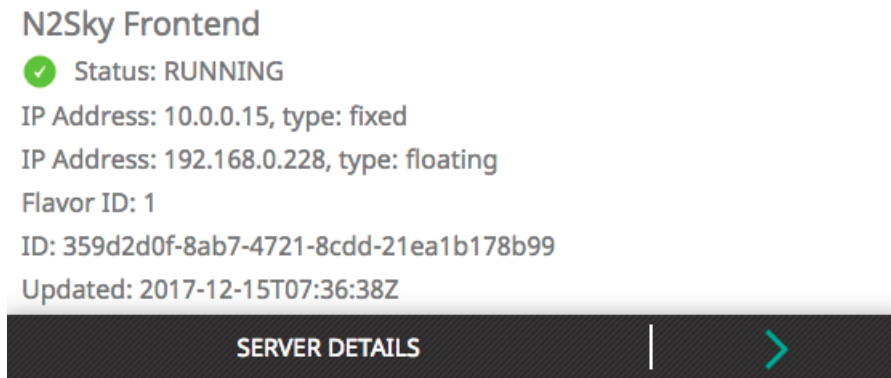 N2Sky Frontend
Status: RUNNING
IP Address: 10.0.0.15, type: fixed
IP Address: 192.168.0.228, type: floating
Flavor ID: 1
ID: 359d2d0f-8ab7-4721-8cdd-21ea1b178b99
Updated: 2017-12-15T07:36:38Z
SERVER DETAILS